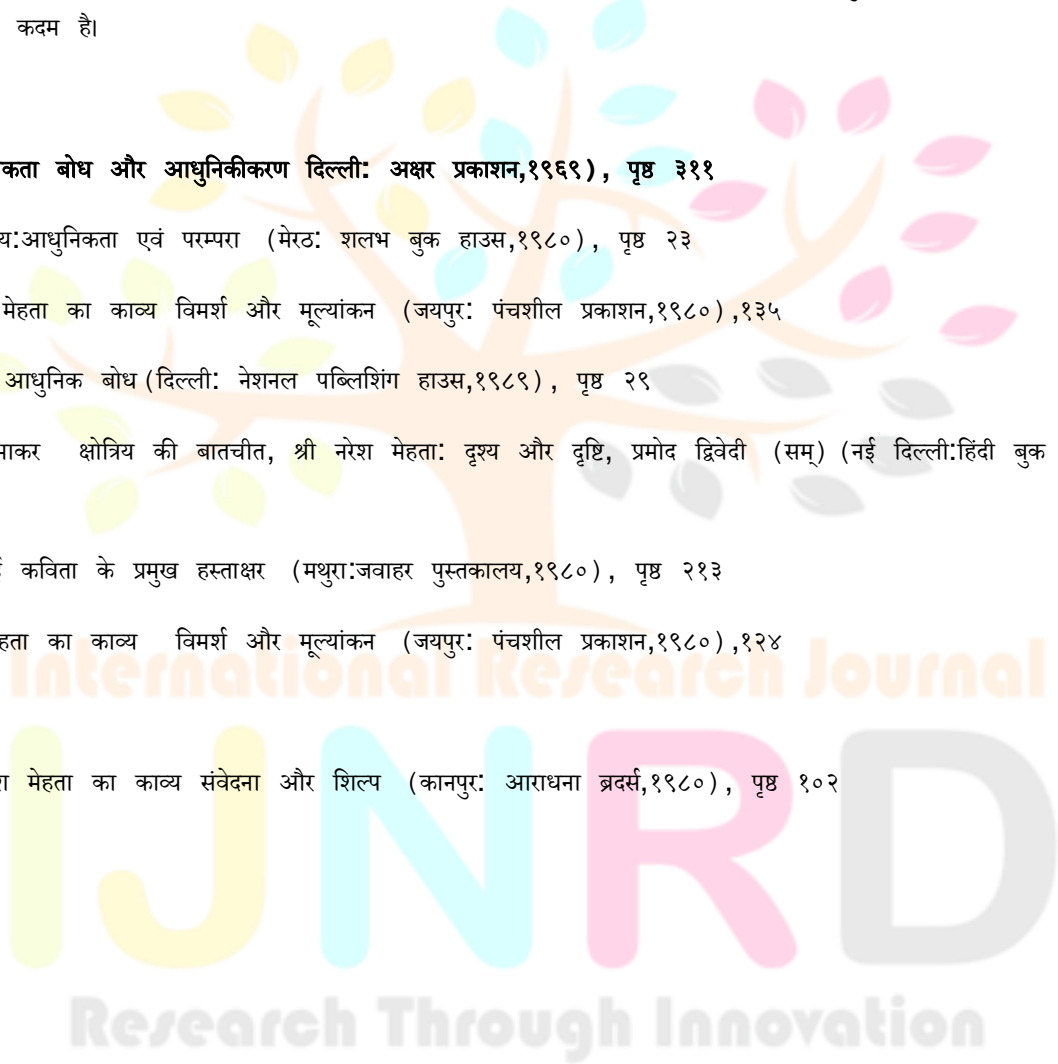 कदम है।
कता बोध और आधुनिकीकरण दिल्ली: अक्षर प्रकाशन,१९६९), पृष्ठ ३११
य:आधुनिकता एवं परम्परा (मेरठ: शलभ बुक हाउस,१९८०), पृष्ठ २३
मेहता का काव्य विमर्श और मूल्यांकन (जयपुर: पंचशील प्रकाशन,१९८०),१३५
आधुनिक बोध(दिल्ली: नेशनल पब्लिशिंग हाउस,१९८९), पृष्ठ २९
माकर क्षोत्रिय की बातचीत, श्री नरेश मेहता: दृश्य और दृष्टि, प्रमोद द्विवेदी (सम्) (नई दिल्ली:हिंदी बुक
ई कविता के प्रमुख हस्ताक्षर (मथुरा:जवाहर पुस्तकालय,१९८०), पृष्ठ २१३
हता का काव्य विमर्श और मूल्यांकन (जयपुर: पंचशील प्रकाशन,१९८०),१२४
International Research Journal
श मेहता का काव्य संवेदना और शिल्प (कानपुर: आराधना ब्रदर्स,१९८०), पृष्ठ १०२
IJNRD
Research Through Innovation